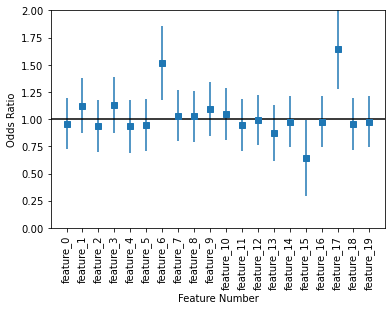 2.00
1.75
1.50
1.25
1.00
0.75
0.50
0.25
0.00
Odds Ratio
feature_0
feature_1
feature_2
feature_3
feature_4
feature_5
feature_6
feature_7
feature_8
feature_9
feature_10
feature_11
feature_12
feature_13
feature_14
feature_15
feature_16
feature_17
feature_18
feature_19
Feature Number